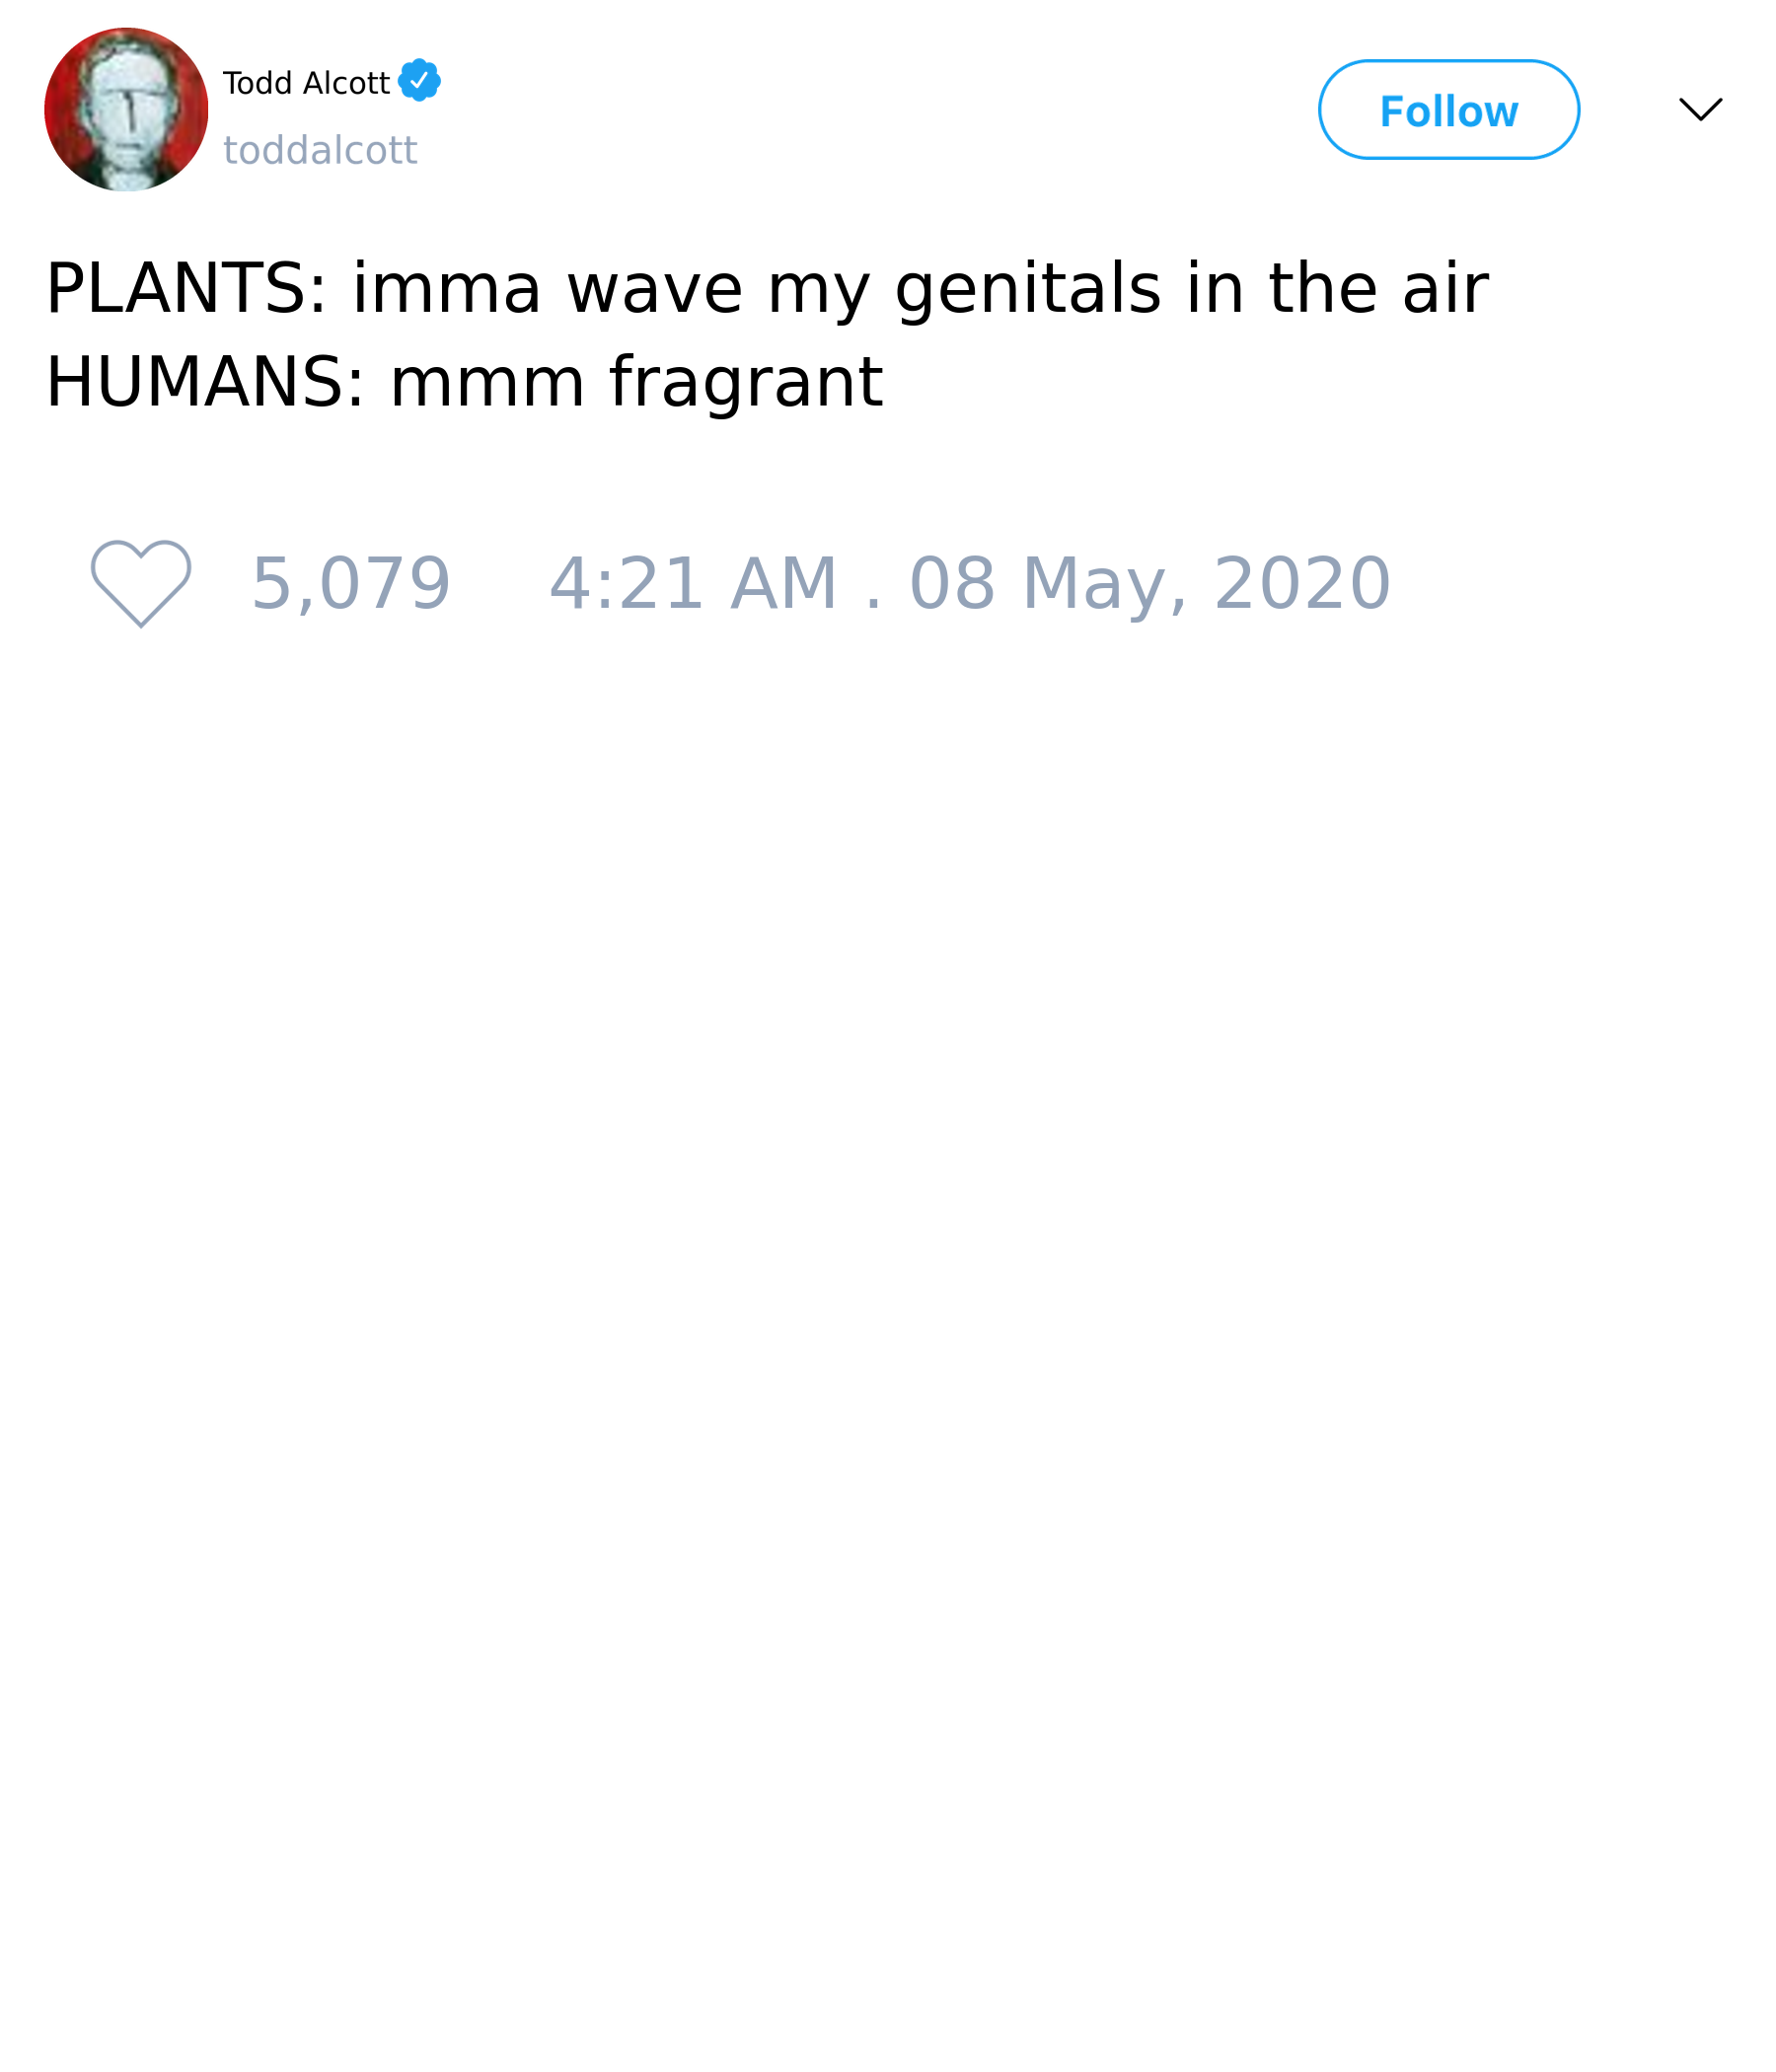 Todd Alcott
toddalcott
Follow
PLANTS: imma wave my genitals in the air
HUMANS: mmm fragrant
5,079 4:21 AM . 08 May, 2020